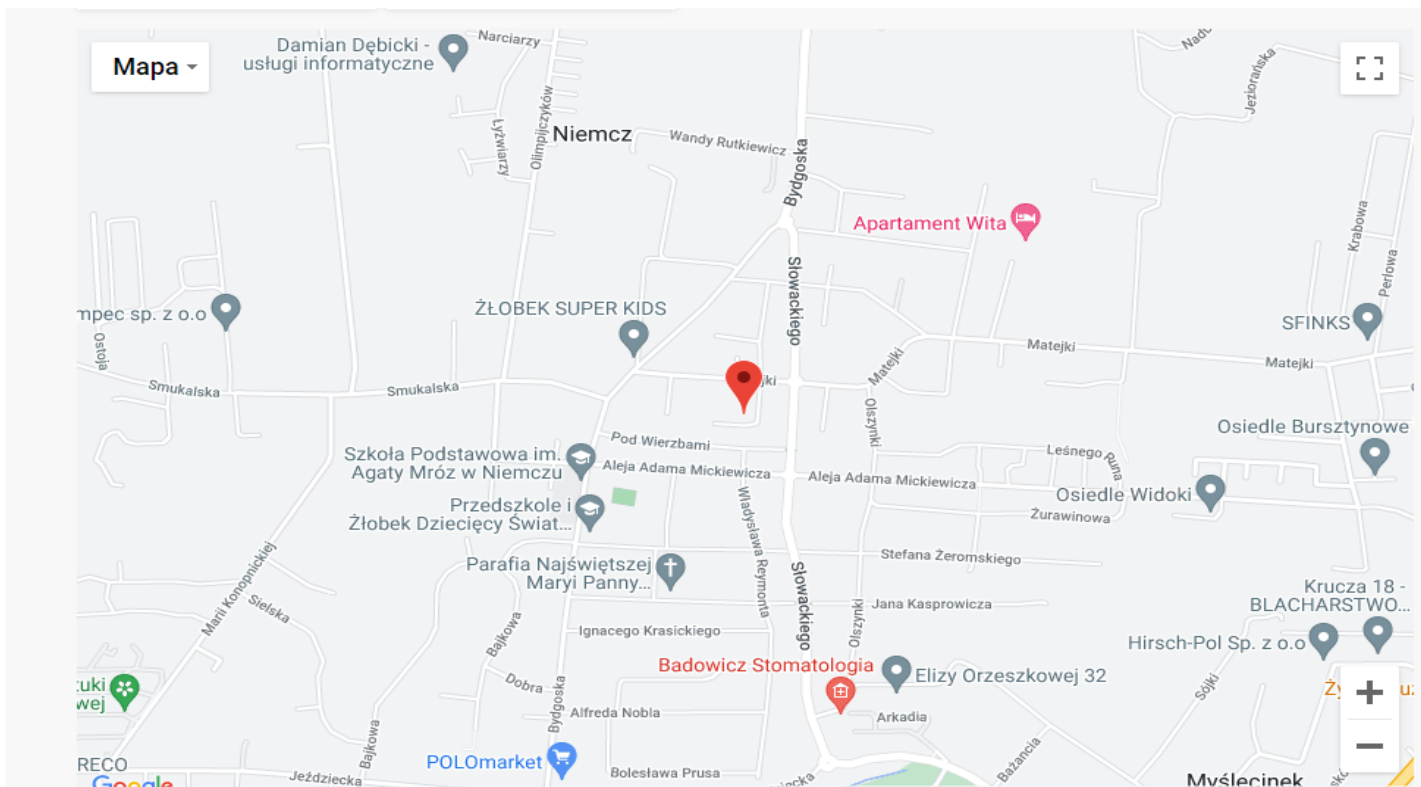 Mapa
Damian Dębicki -
usługi informatyczne
Narciarzy
Łyżwiarzy
Olimpijczyków
Niemcz
Wandy Rutkiewicz
Bydgoska
Jeziorańska
Apartament Wita
Krabowa
Perłowa
Słowackiego
mpec sp. z o.o
Ostoja
ŻŁOBEK SUPER KIDS
SFINKS
Matejki
Matejki
Matejki
jki
Smukalska
Smukalska
Olszynki
Pod Wierzbami
Osiedle Bursztynowe
Szkoła Podstawowa im.
Agaty Mróz w Niemczu
Aleja Adama Mickiewicza
Aleja Adama Mickiewicza
Leśnego
Runa
Osiedle Widoki
Żurawinowa
Przedszkole i
Żłobek Dziecięcy Świat...
Władysława Reymonta
Parafia Najświętszej
Maryi Panny...
Stefana Żeromskiego
Słowackiego
Marii Konopnickiej
Sielska
Bajkowa
Jana Kasprowicza
Olszynki
Krucza 18 -
BLACHARSTWO...
Ignacego Krasickiego
Hirsch-Pol Sp. z o.o
Badowicz Stomatologia
Elizy Orzeszkowej 32
Dobra
Bydgoska
Alfreda Nobla
Arkadia
Sójki
tuki
wej
Bajkowa
POLOmarket
Bolesława Prusa
Bażancia
RECO
Jeździecka
Myślecinek
Google
+
−